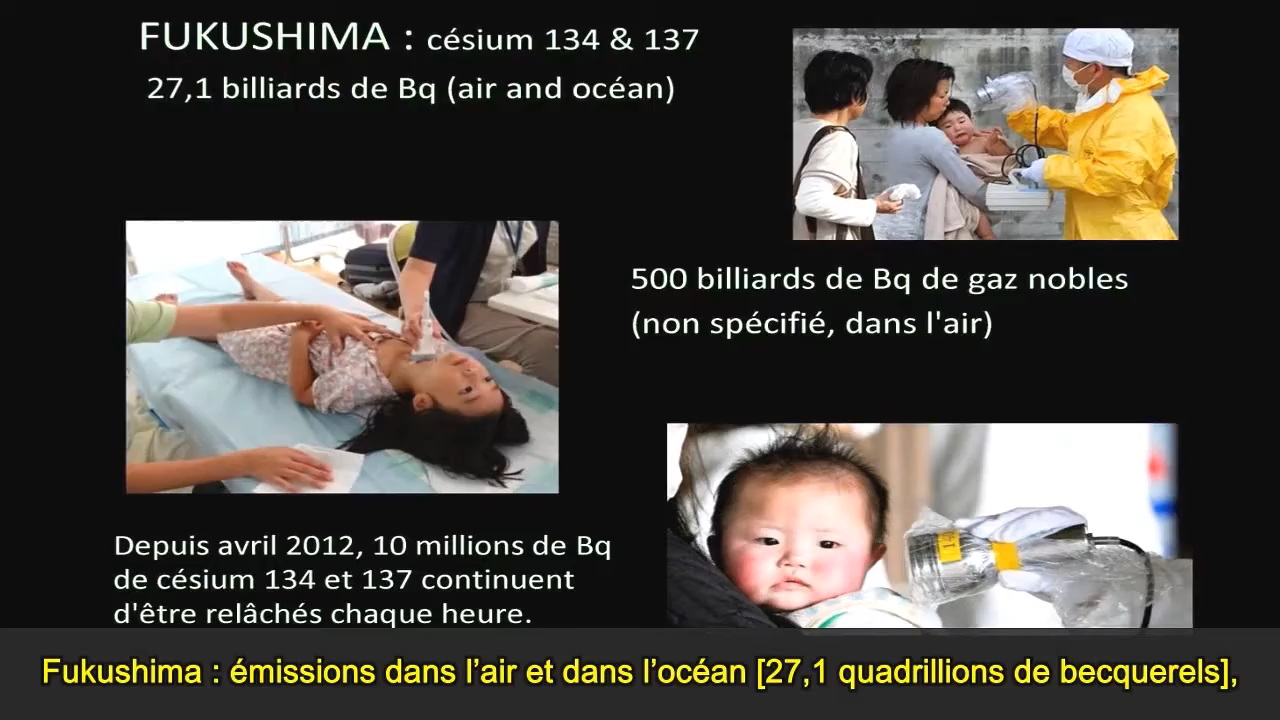 FUKUSHIMA : césium 134 & 137
27,1 billiards de Bq (air and océan)
500 billiards de Bq de gaz nobles
(non spécifié, dans l'air)
Depuis avril 2012, 10 millions de Bq
de césium 134 et 137 continuent
d'être relâchés chaque heure.
Fukushima : émissions dans l’air et dans l’océan [27,1 quadrillions de becquerels],